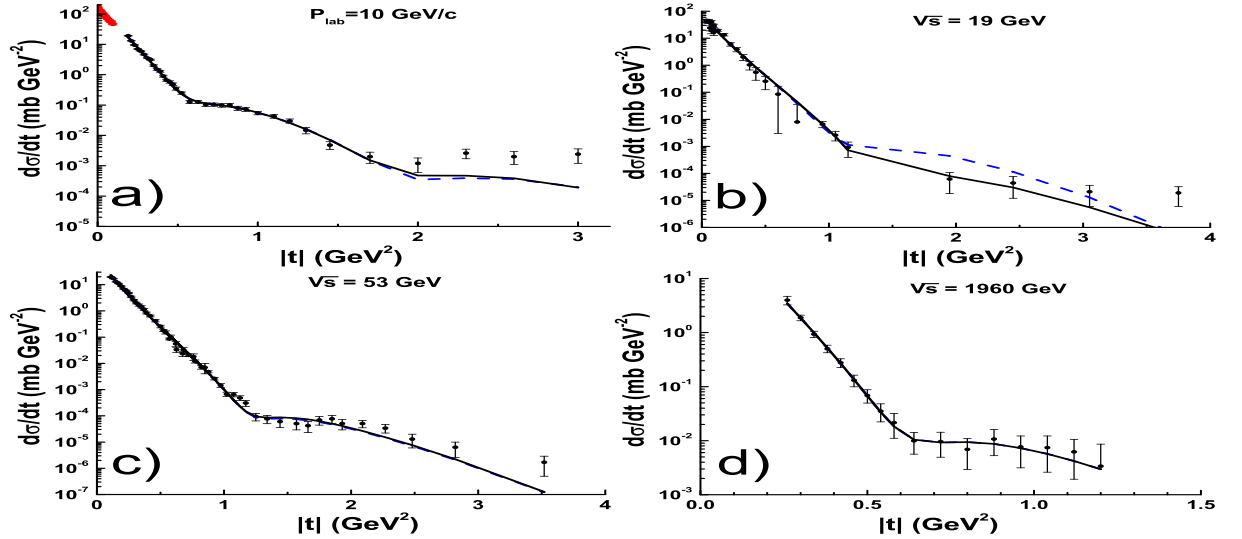 P_lab=10 GeV/c
10^2
10^1
10^0
10^-1
10^-2
10^-3
10^-4
10^-5
dσ/dt (mb GeV^-2)
a)
0 1 2 3
|t| (GeV^2)
√s = 19 GeV
10^2
10^1
10^0
10^-1
10^-2
10^-3
10^-4
10^-5
10^-6
dσ/dt (mb GeV^-2)
b)
0 1 2 3 4
|t| (GeV^2)
√s = 53 GeV
10^1
10^0
10^-1
10^-2
10^-3
10^-4
10^-5
10^-6
10^-7
dσ/dt (mb GeV^-2)
c)
0 1 2 3 4
|t| (GeV^2)
√s = 1960 GeV
10^1
10^0
10^-1
10^-2
10^-3
dσ/dt (mb GeV^-2)
d)
0.0 0.5 1.0 1.5
|t| (GeV^2)